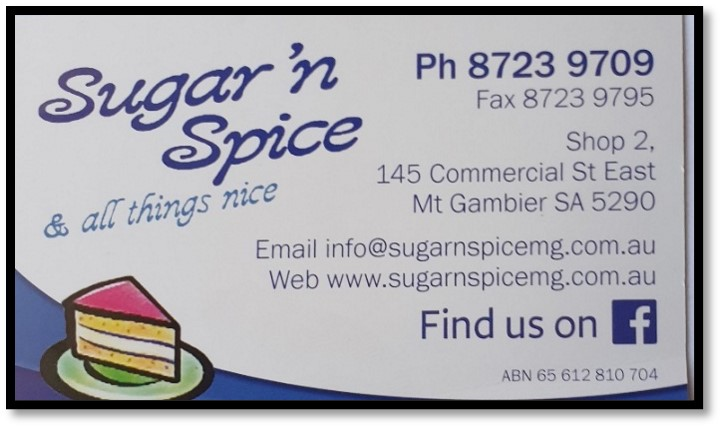 Sugar 'n
Spice
& all things nice
Ph 8723 9709
Fax 8723 9795
Shop 2,
145 Commercial St East
Mt Gambier SA 5290
Email info@sugarnspicemg.com.au
Web www.sugarnspicemg.com.au
Find us on f
ABN 65 612 810 704